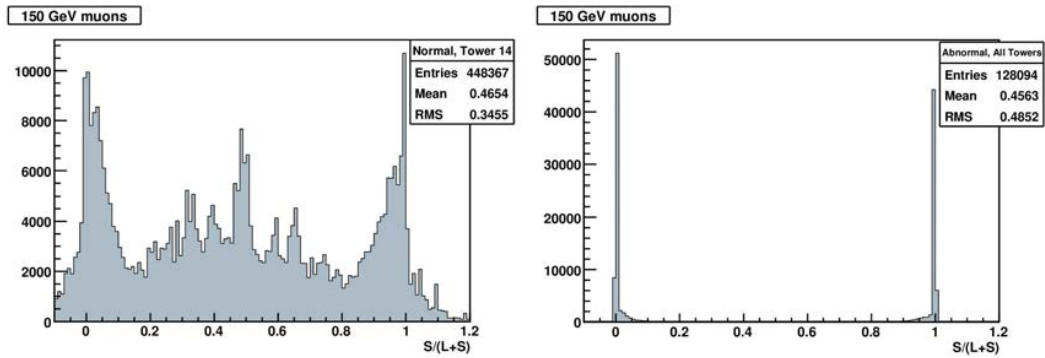 150 GeV muons
Normal, Tower 14
Entries 448367
Mean 0.4654
RMS 0.3455
10000
8000
6000
4000
2000
0
0 0.2 0.4 0.6 0.8 1 1.2
S/(L+S)
150 GeV muons
Abnormal, All Towers
Entries 128094
Mean 0.4563
RMS 0.4852
50000
40000
30000
20000
10000
0
0 0.2 0.4 0.6 0.8 1 1.2
S/(L+S)